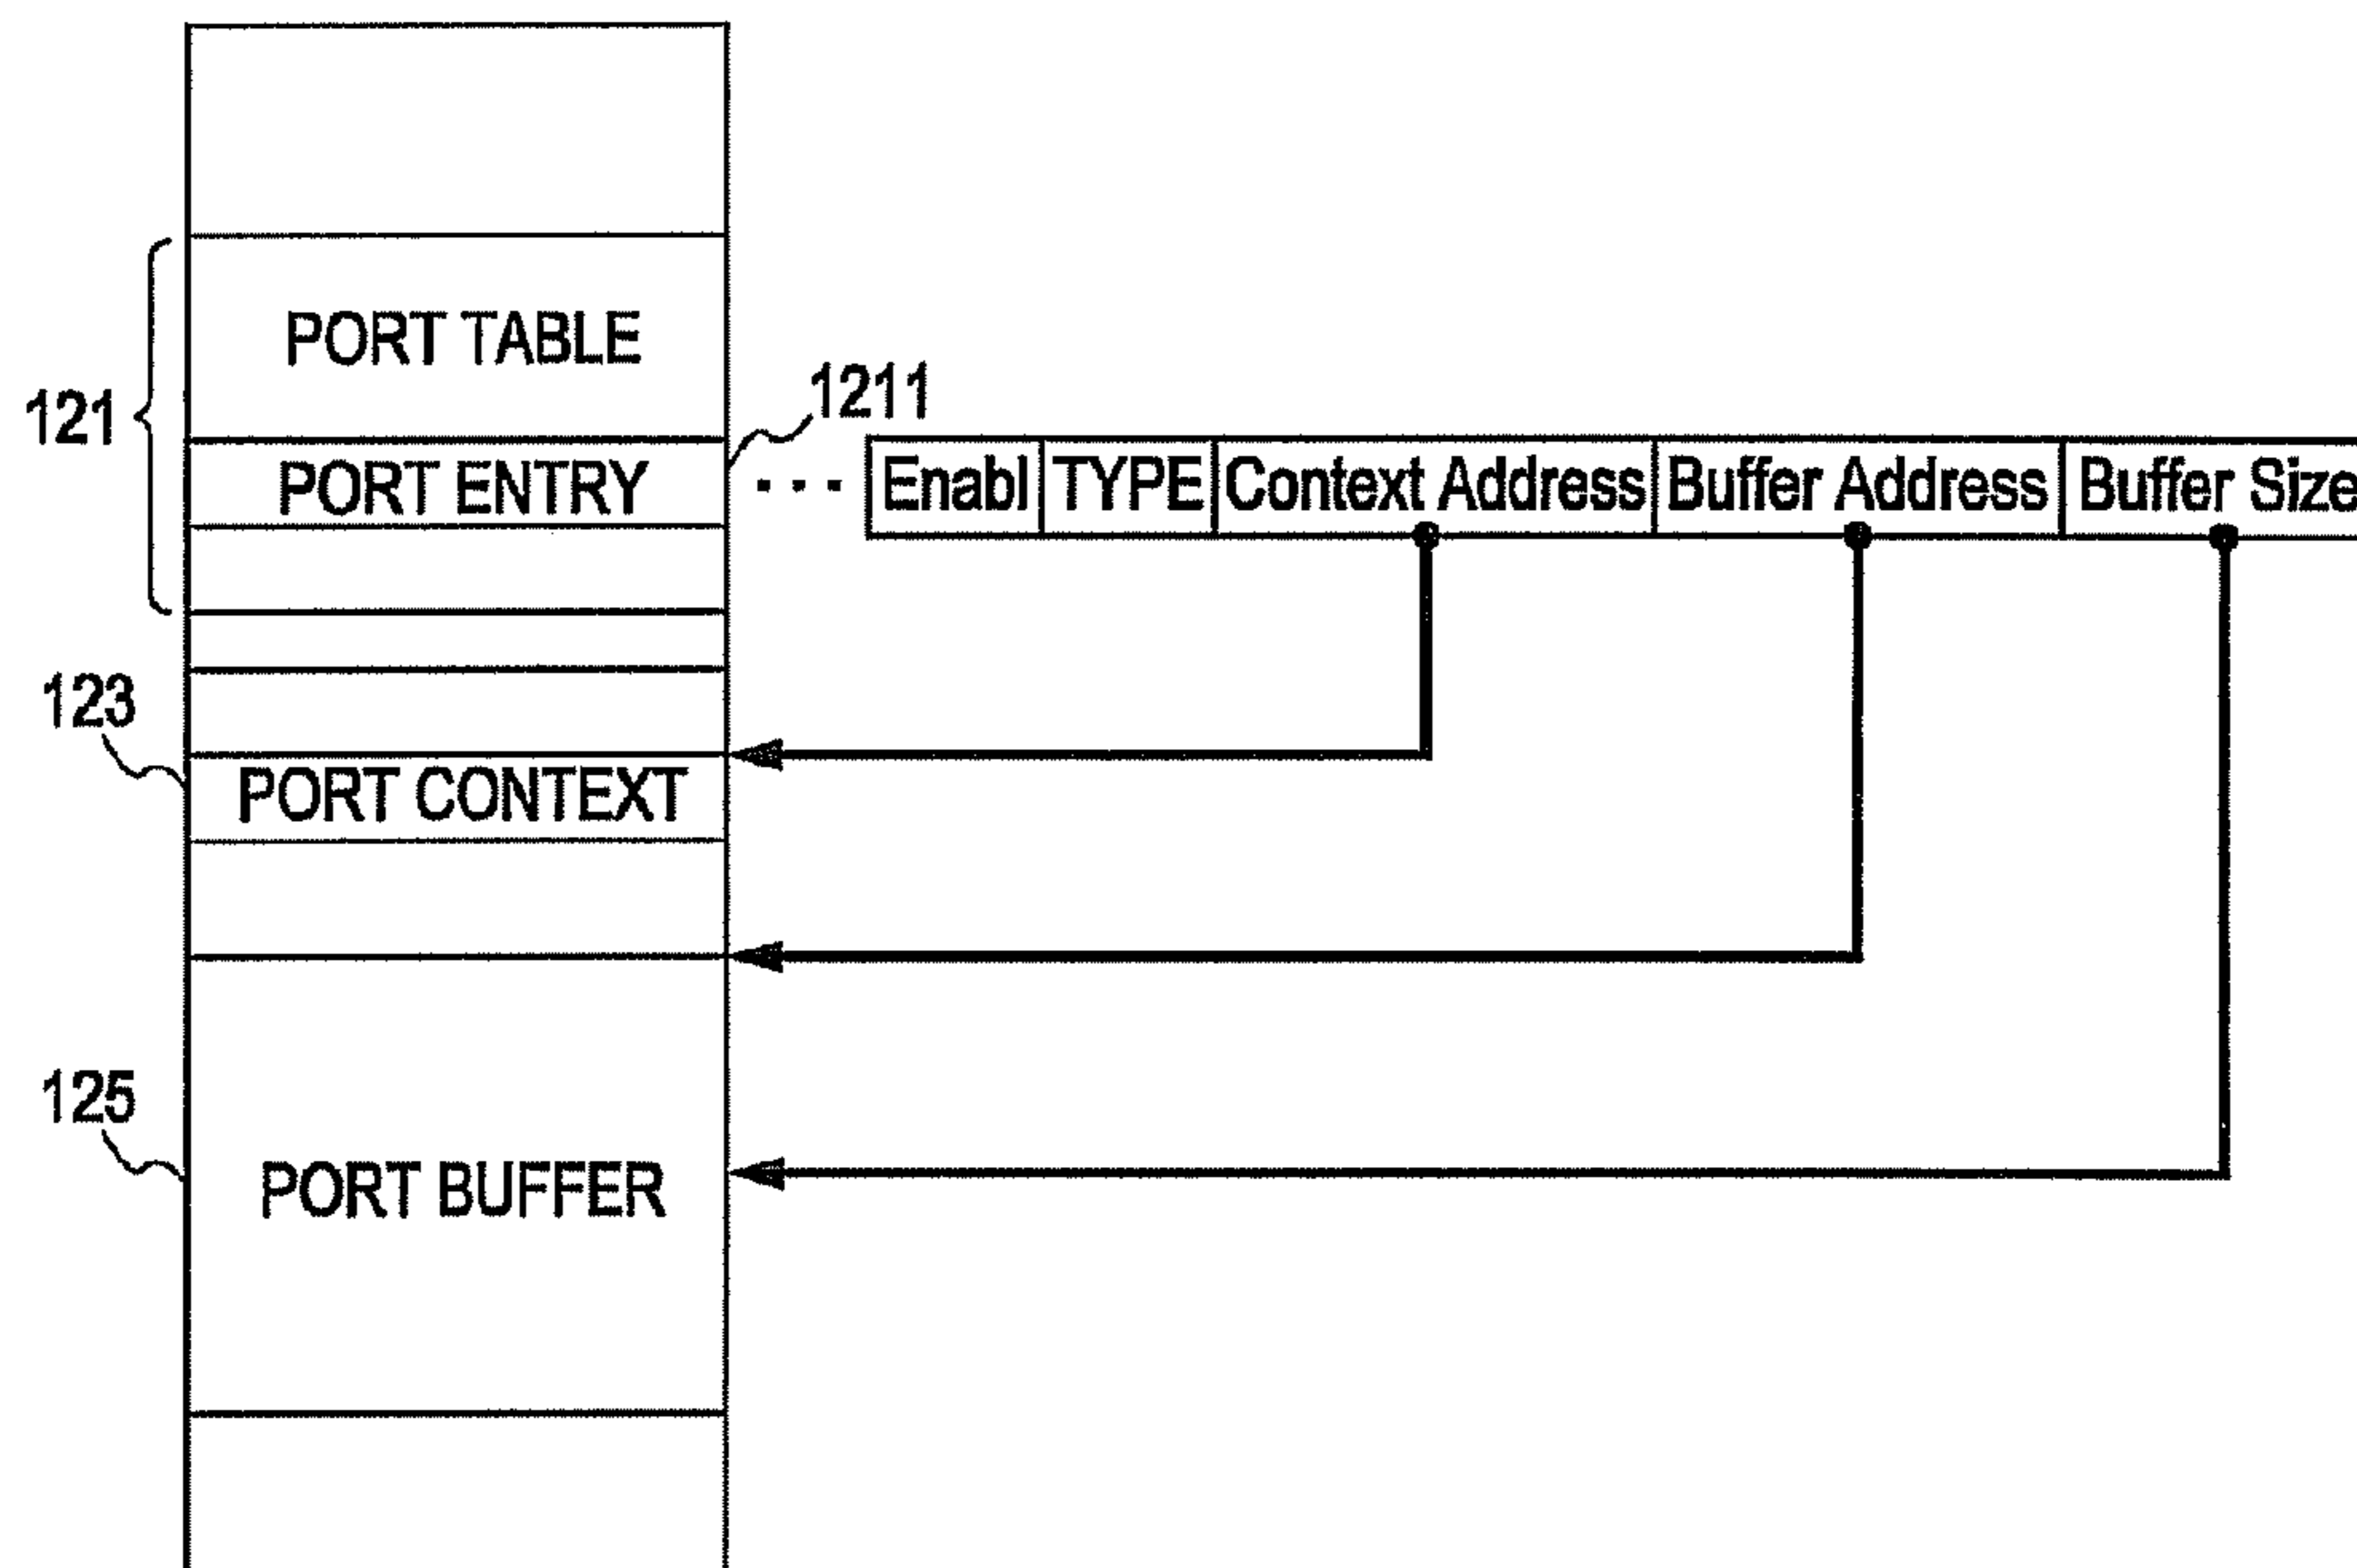 PORT TABLE
121
1211
PORT ENTRY
... Enabl TYPE Context Address Buffer Address Buffer Size
123
PORT CONTEXT
125
PORT BUFFER